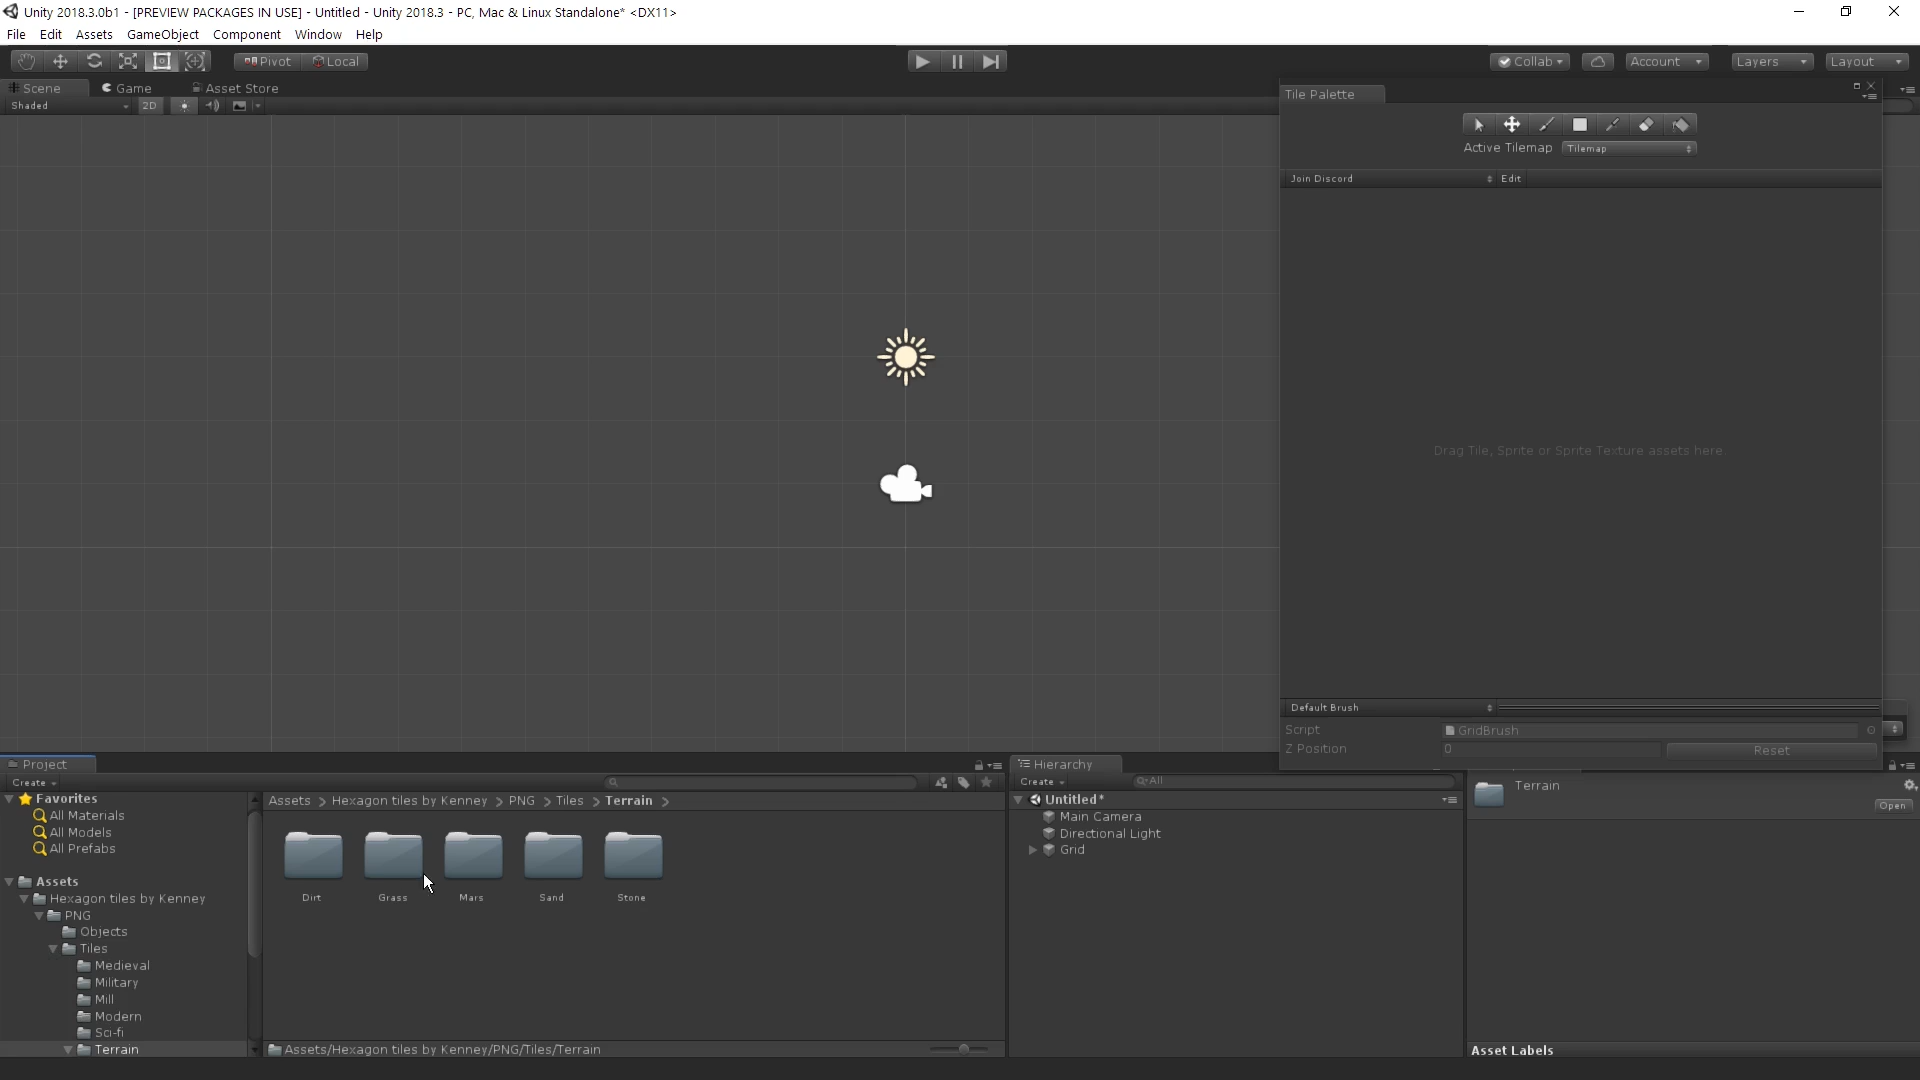 Unity 2018.3.0b1 - [PREVIEW PACKAGES IN USE] - Untitled - Unity 2018.3 - PC, Mac & Linux Standalone* <DX11>
File Edit Assets GameObject Component Window Help
Pivot Local Collab Account Layers Layout
Scene Game Asset Store
Shaded 2D
Tile Palette
Active Tilemap Tilemap
Join Discord Edit
Drag Tile, Sprite or Sprite Texture assets here.
Default Brush
Script GridBrush
Z Position 0 Reset
Project
Create
Favorites
All Materials
All Models
All Prefabs
Assets
Hexagon tiles by Kenney
PNG
Objects
Tiles
Medieval
Military
Mill
Modern
Sci-fi
Terrain
Assets > Hexagon tiles by Kenney > PNG > Tiles > Terrain >
Dirt Grass Mars Sand Stone
Assets/Hexagon tiles by Kenney/PNG/Tiles/Terrain
Hierarchy
Create All
Untitled*
Main Camera
Directional Light
Grid
Terrain
Open
Asset Labels